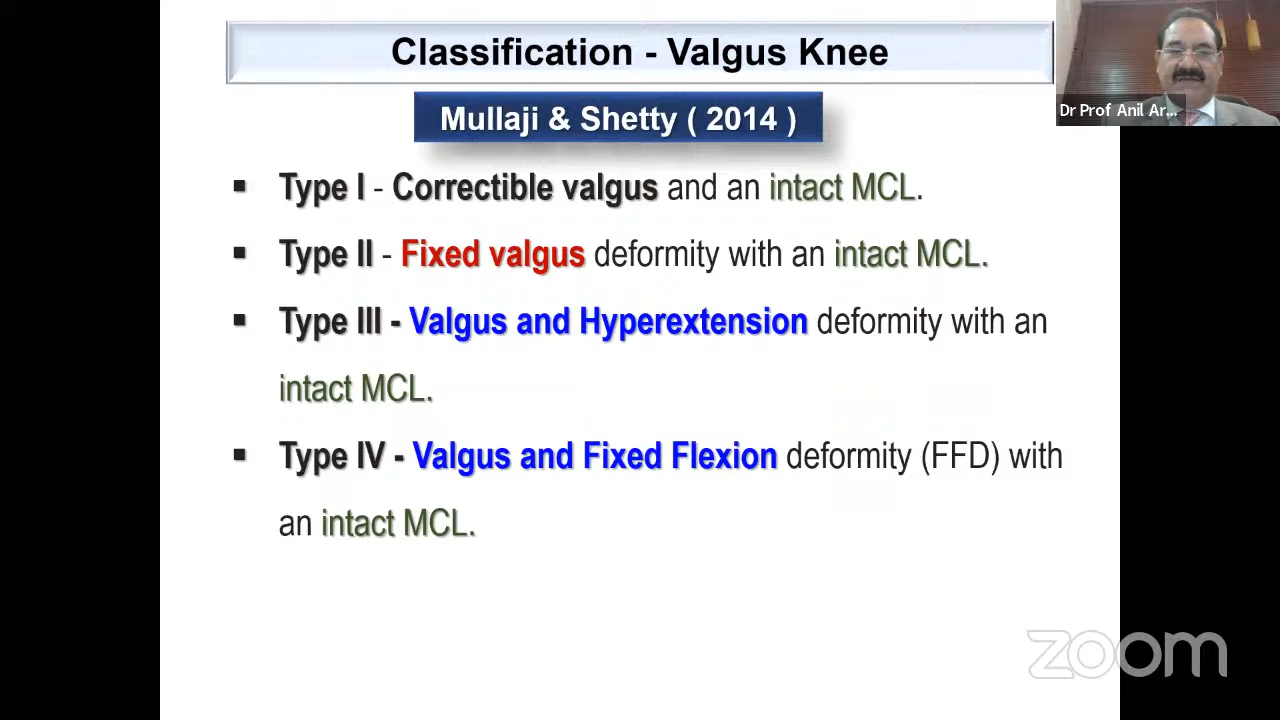 Classification - Valgus Knee
Mullaji & Shetty ( 2014 )
▪ Type I - Correctible valgus and an intact MCL.
▪ Type II - Fixed valgus deformity with an intact MCL.
▪ Type III - Valgus and Hyperextension deformity with an
intact MCL.
▪ Type IV - Valgus and Fixed Flexion deformity (FFD) with
an intact MCL.
Dr Prof Anil Ar...
zoom